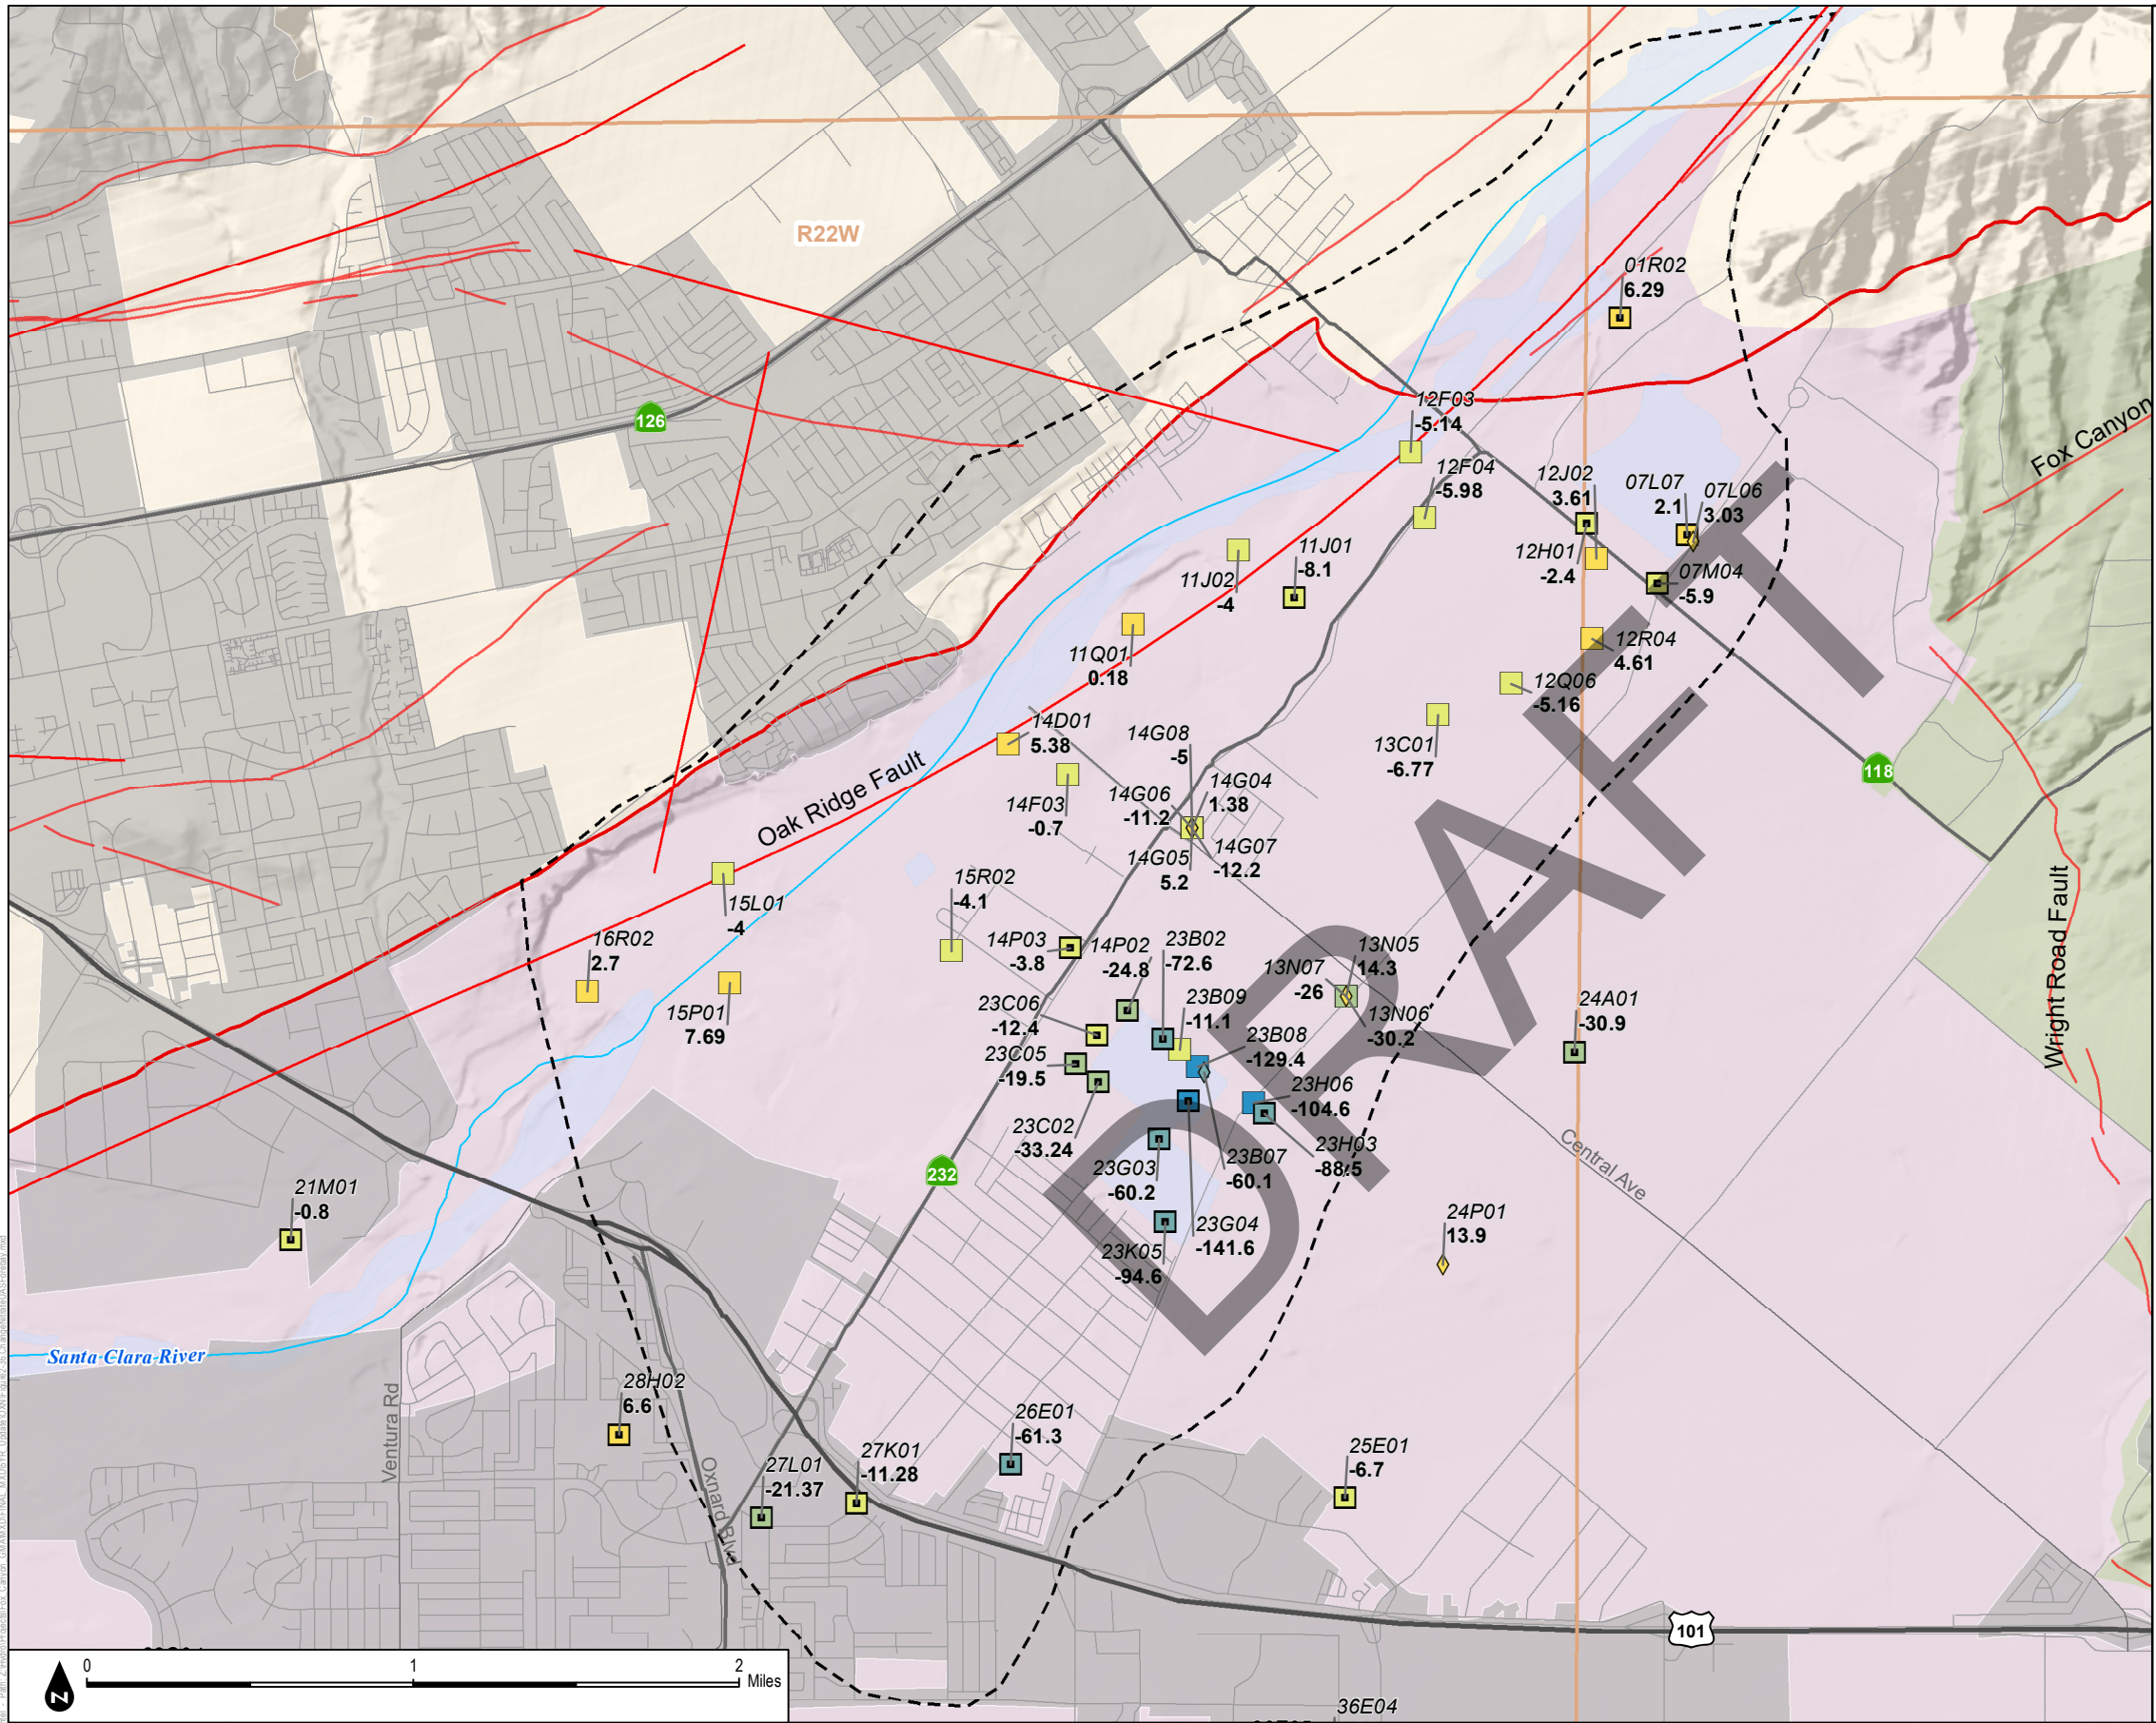 R22W
01R02
6.29
126
12F03
-5.14
Fox Canyon
12F04
-5.98
12J02
3.61
07L07
2.1
07L06
3.03
11J01
-8.1
12H01
-2.4
11J02
-4
07M04
-5.9
11Q01
0.18
12R04
4.61
12Q06
-5.16
14D01
5.38
14G08
-5
13C01
-6.77
118
Oak Ridge Fault
14F03
-0.7
14G06
-11.2
14G04
1.38
14G05
5.2
14G07
-12.2
15R02
-4.1
15L01
-4
16R02
2.7
14P03
-3.8
14P02
-24.8
23B02
-72.6
13N05
14.3
13N07
-26
Wright Road Fault
15P01
7.69
23C06
-12.4
23B09
-11.1
13N06
-30.2
24A01
-30.9
23C05
-19.5
23B08
-129.4
23H06
-104.6
23C02
-33.24
23H03
-88.5
Central Ave
232
23G03
-60.2
23B07
-60.1
21M01
-0.8
23G04
-141.6
24P01
13.9
23K05
-94.6
DRAFT
Santa Clara River
Ventura Rd
28H02
6.6
26E01
-61.3
27K01
-11.28
25E01
-6.7
27L01
-21.37
Oxnard Blvd
101
N
0 1 2
Miles
36E04